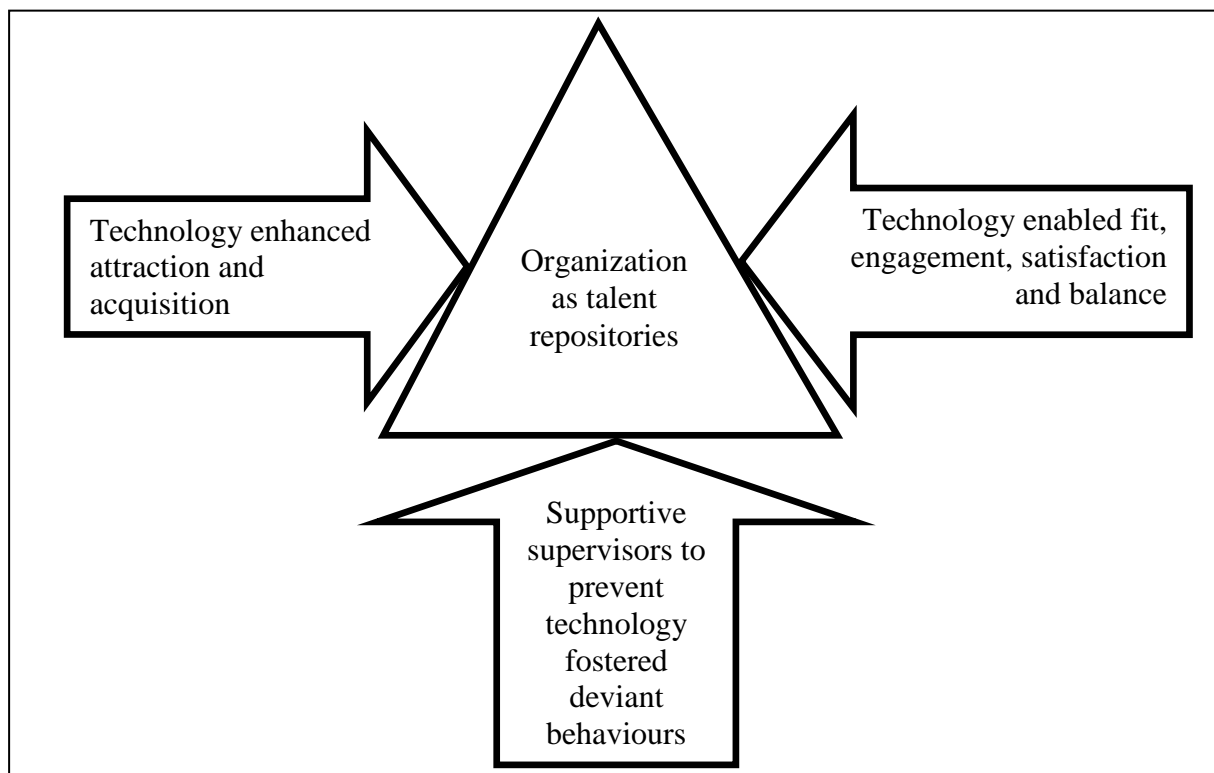 Technology enhanced
attraction and
acquisition
Organization
as talent
repositories
Technology enabled fit,
engagement, satisfaction
and balance
Supportive
supervisors to
prevent
technology
fostered
deviant
behaviours